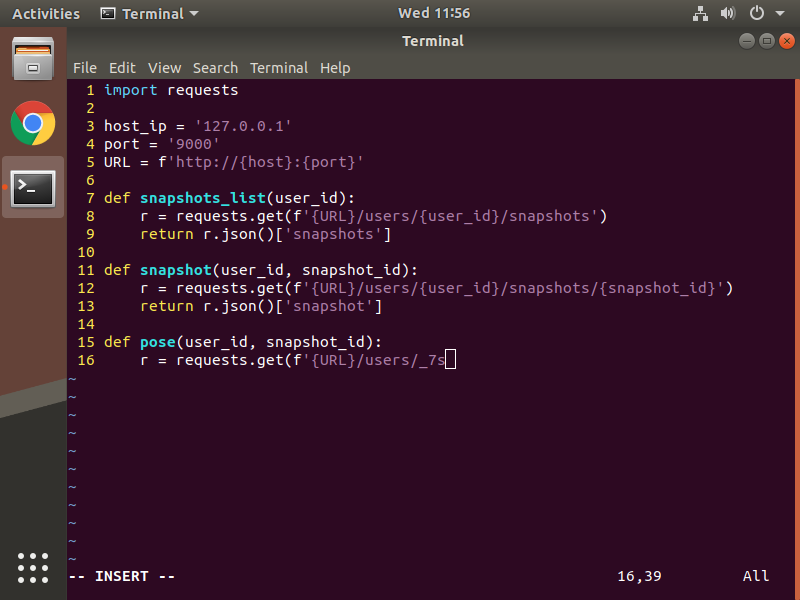 Activities Terminal Wed 11:56
Terminal
File Edit View Search Terminal Help
1 import requests
2
3 host_ip = '127.0.0.1'
4 port = '9000'
5 URL = f'http://{host}:{port}'
6
7 def snapshots_list(user_id):
8     r = requests.get(f'{URL}/users/{user_id}/snapshots')
9     return r.json()['snapshots']
10
11 def snapshot(user_id, snapshot_id):
12     r = requests.get(f'{URL}/users/{user_id}/snapshots/{snapshot_id}')
13     return r.json()['snapshot']
14
15 def pose(user_id, snapshot_id):
16     r = requests.get(f'{URL}/users/_7s
~
~
~
~
~
~
~
~
~
~
~
-- INSERT -- 16,39 All